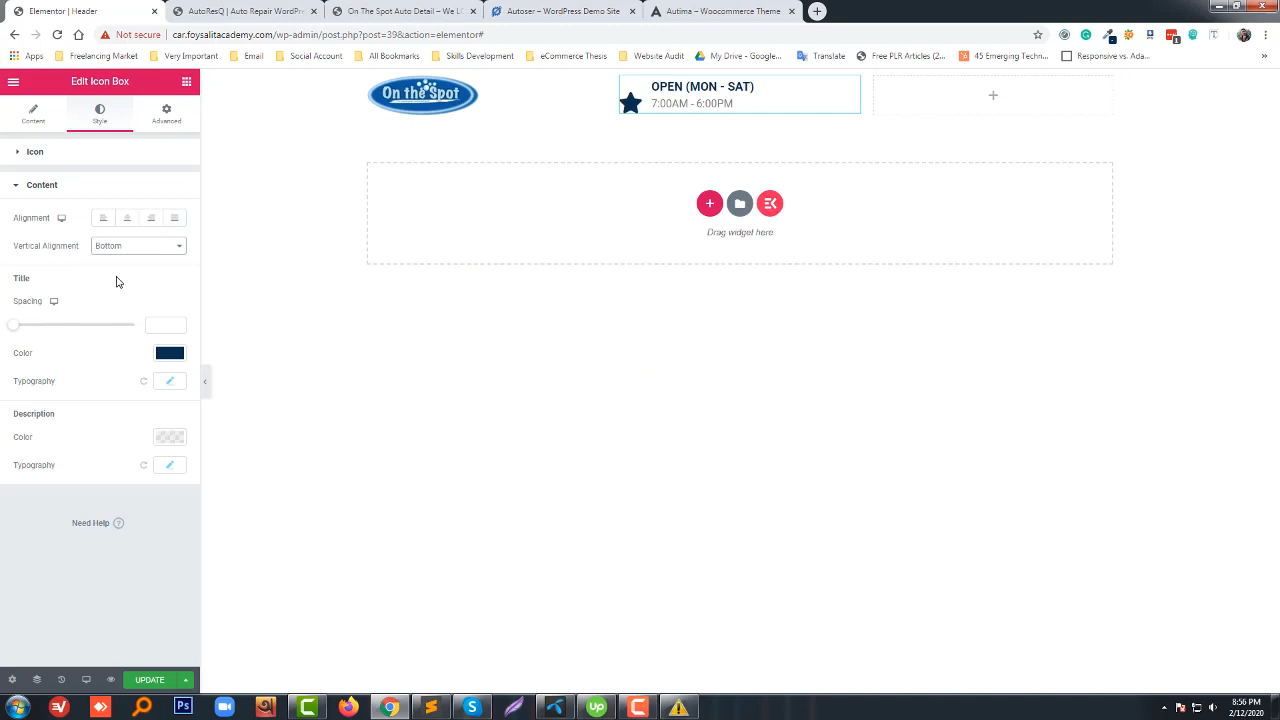 Elementor | Header
AutoResQ | Auto Repair WordPre
On The Spot Auto Detail – We LO
Autoser – WordPress Demo Site
Autima – Woocommerce Theme
Not secure | car.foysalitacademy.com/wp-admin/post.php?post=39&action=elementor#
Apps
Freelancing Market
Very Important
Email
Social Account
All Bookmarks
Skills Development
eCommerce Thesis
Website Auditi
My Drive - Google...
Translate
Free PLR Articles (2...
45 Emerging Techn...
Responsive vs. Ada...
»
Edit Icon Box
Content
Style
Advanced
Icon
Content
Alignment
Vertical Alignment
Bottom
Title
Spacing
Color
Typography
Description
Color
Typography
Need Help ?
UPDATE
On the Spot
OPEN (MON - SAT)
7:00AM - 6:00PM
Drag widget here
8:56 PM
2/12/2020